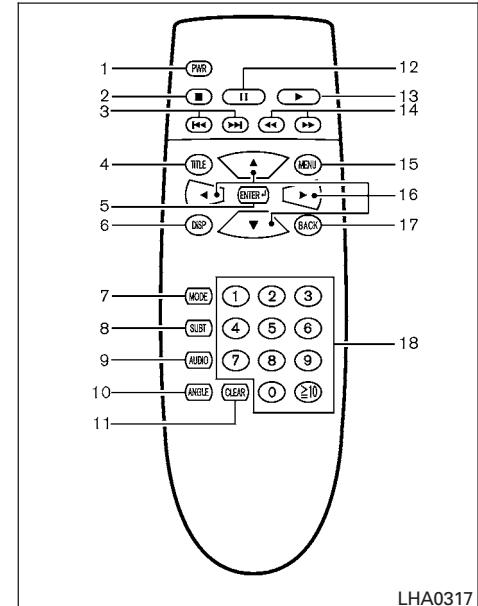 1 PWR 12
2 13
3 14
4 TITLE MENU 15
5 ENTER 16
6 DISP BACK 17
7 MODE 1 2 3
8 SUBT 4 5 6 18
9 AUDIO 7 8 9
10 ANGLE CLEAR 0 ≧10
11
LHA0317